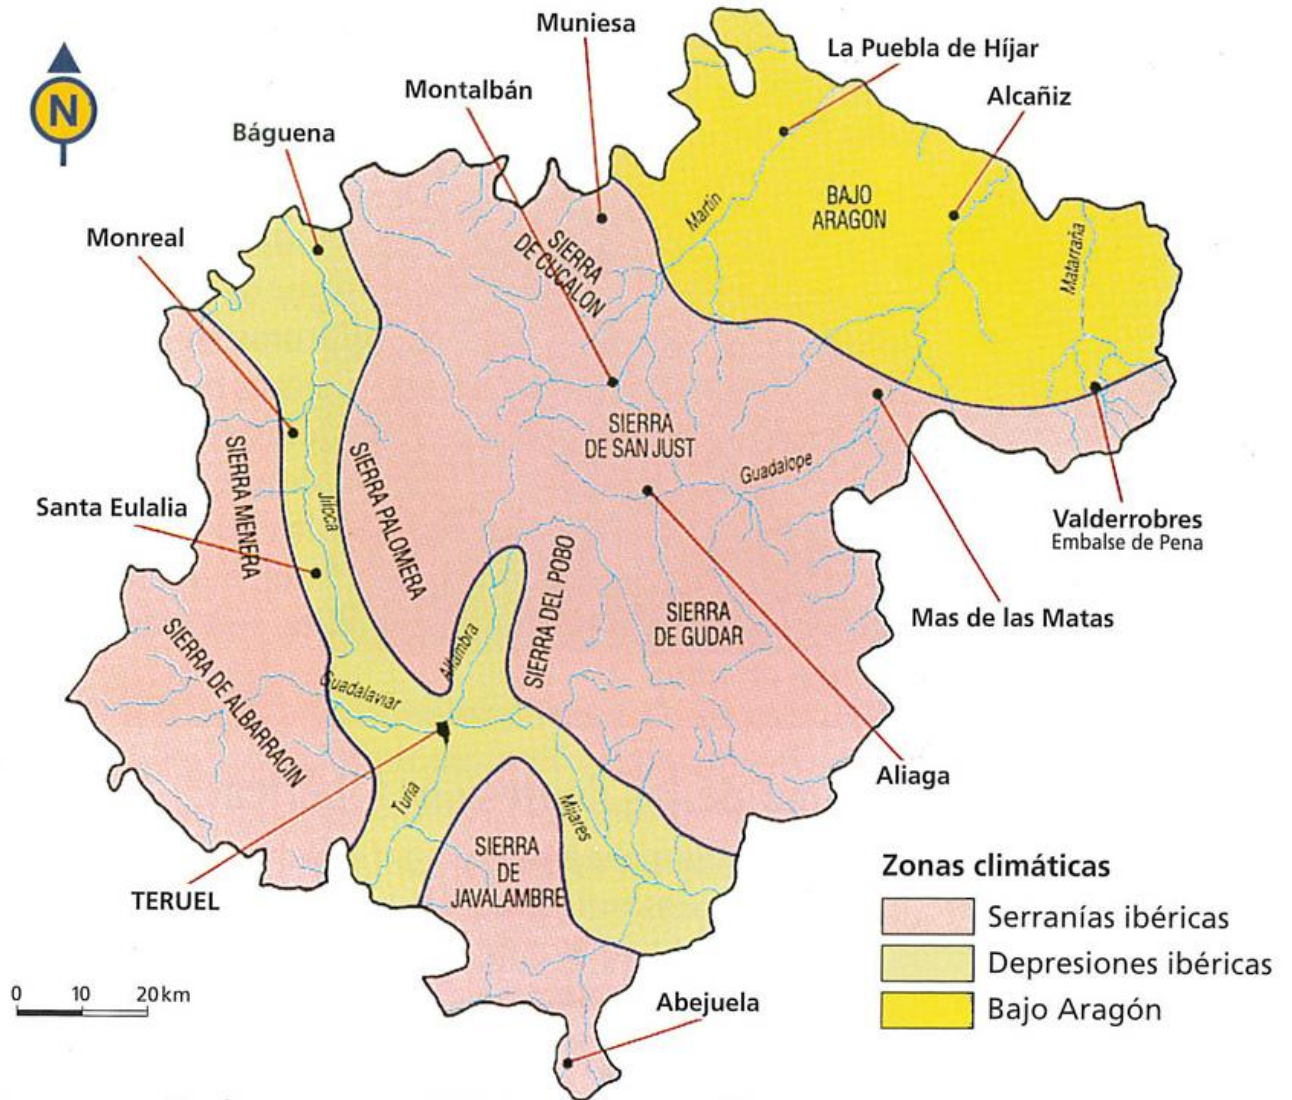 Muniesa
La Puebla de Híjar
Montalbán
Alcañiz
N
Báguena
Monreal
Martín
BAJO
ARAGON
Matarraña
SIERRA
DE CUCALON
SIERRA
DE SAN JUST
Guadalope
SIERRA MENERA
Jiloca
SIERRA PALOMERA
Santa Eulalia
Valderrobres
Embalse de Pena
Mas de las Matas
SIERRA DEL POBO
SIERRA
DE GUDAR
Alfambra
SIERRA DE ALBARRACIN
Guadalaviar
Aliaga
Turia
Mijares
SIERRA
DE
JAVALAMBRE
TERUEL
Zonas climáticas
Serranías ibéricas
Depresiones ibéricas
Bajo Aragón
0 10 20 km
Abejuela